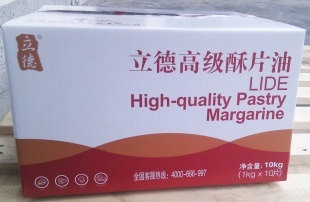 立德®
立德高级酥片油
LIDE
High-quality Pastry
Margarine
净含量: 10kg
(1kg x 10片)
全国客服热线: 4000-666-997